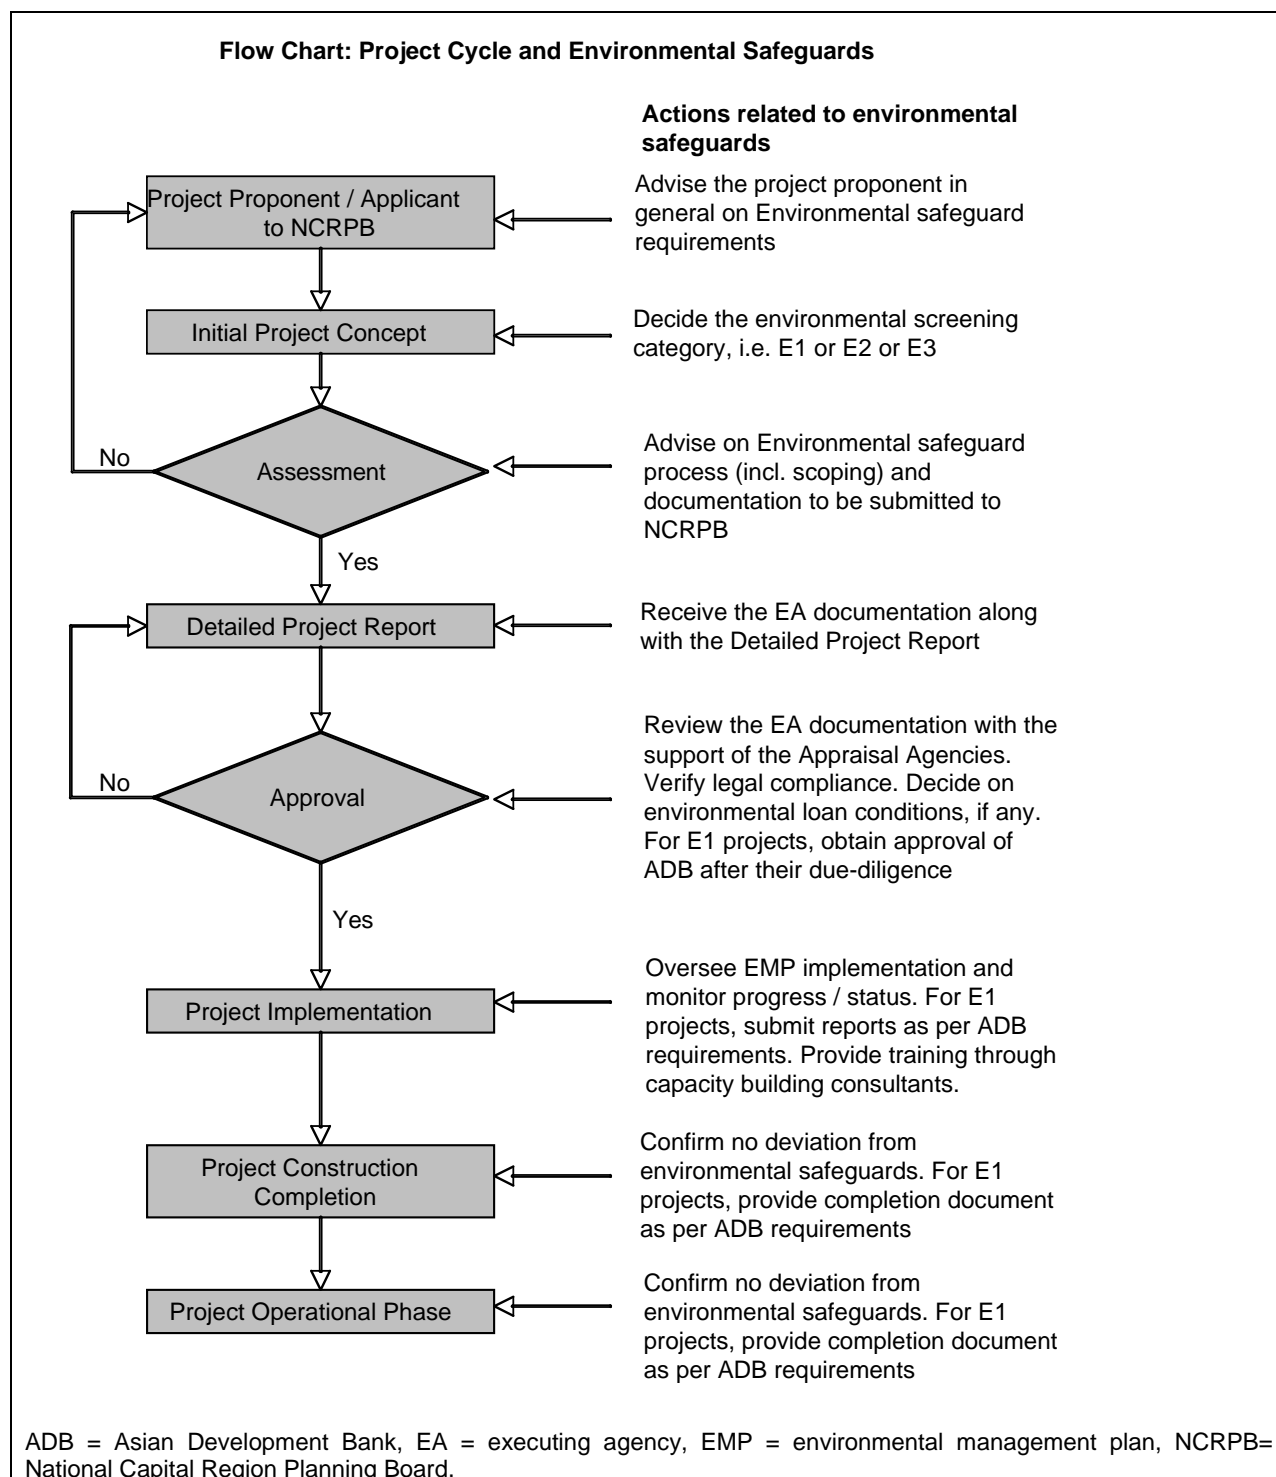 Flow Chart: Project Cycle and Environmental Safeguards
Actions related to environmental
safeguards
Project Proponent / Applicant
to NCRPB
Advise the project proponent in
general on Environmental safeguard
requirements
Initial Project Concept
Decide the environmental screening
category, i.e. E1 or E2 or E3
No
Assessment
Advise on Environmental safeguard
process (incl. scoping) and
documentation to be submitted to
NCRPB
Yes
Detailed Project Report
Receive the EA documentation along
with the Detailed Project Report
No
Approval
Review the EA documentation with the
support of the Appraisal Agencies.
Verify legal compliance. Decide on
environmental loan conditions, if any.
For E1 projects, obtain approval of
ADB after their due-diligence
Yes
Project Implementation
Oversee EMP implementation and
monitor progress / status. For E1
projects, submit reports as per ADB
requirements. Provide training through
capacity building consultants.
Project Construction
Completion
Confirm no deviation from
environmental safeguards. For E1
projects, provide completion document
as per ADB requirements
Project Operational Phase
Confirm no deviation from
environmental safeguards. For E1
projects, provide completion document
as per ADB requirements
ADB = Asian Development Bank, EA = executing agency, EMP = environmental management plan, NCRPB=
National Capital Region Planning Board.